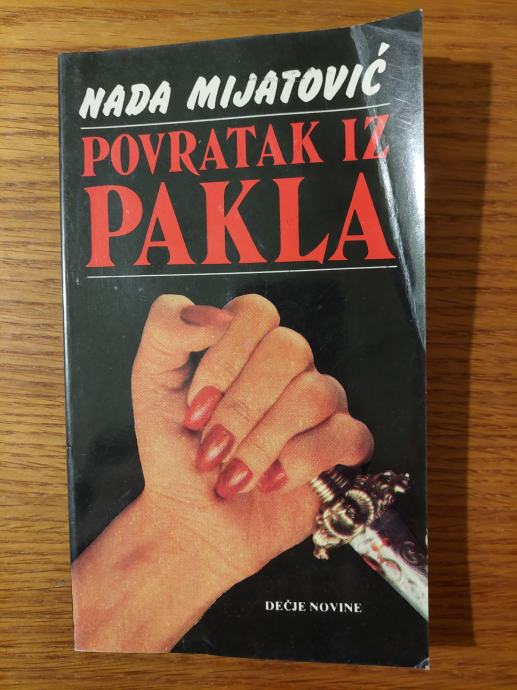 NADA MIJATOVIĆ
POVRATAK IZ
PAKLA
DEČJE NOVINE